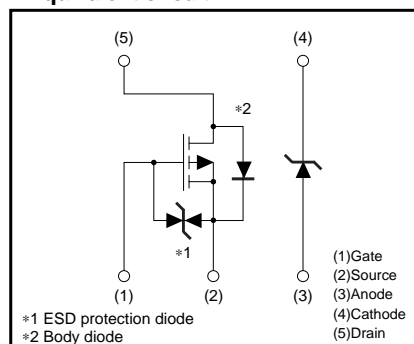 (5) (4)
∗2
∗1
(1) (2) (3)
∗1 ESD protection diode
∗2 Body diode
(1)Gate
(2)Source
(3)Anode
(4)Cathode
(5)Drain